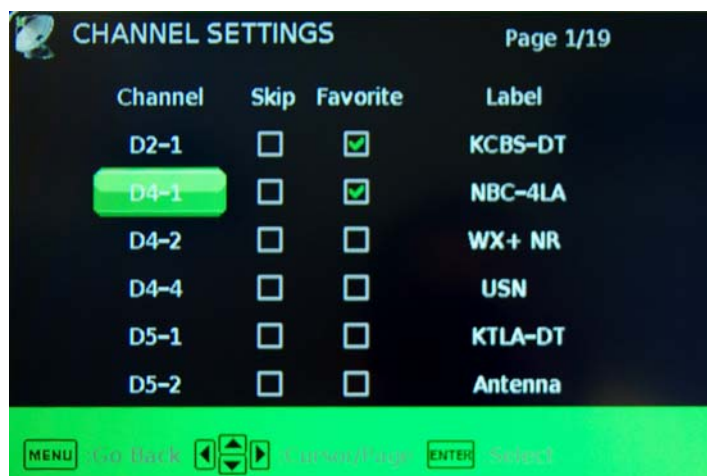 CHANNEL SETTINGS Page 1/19
Channel Skip Favorite Label
D2-1 KCBS-DT
D4-1 NBC-4LA
D4-2 WX+ NR
D4-4 USN
D5-1 KTLA-DT
D5-2 Antenna
MENU :Go Back :Cursor/Page ENTER :Select